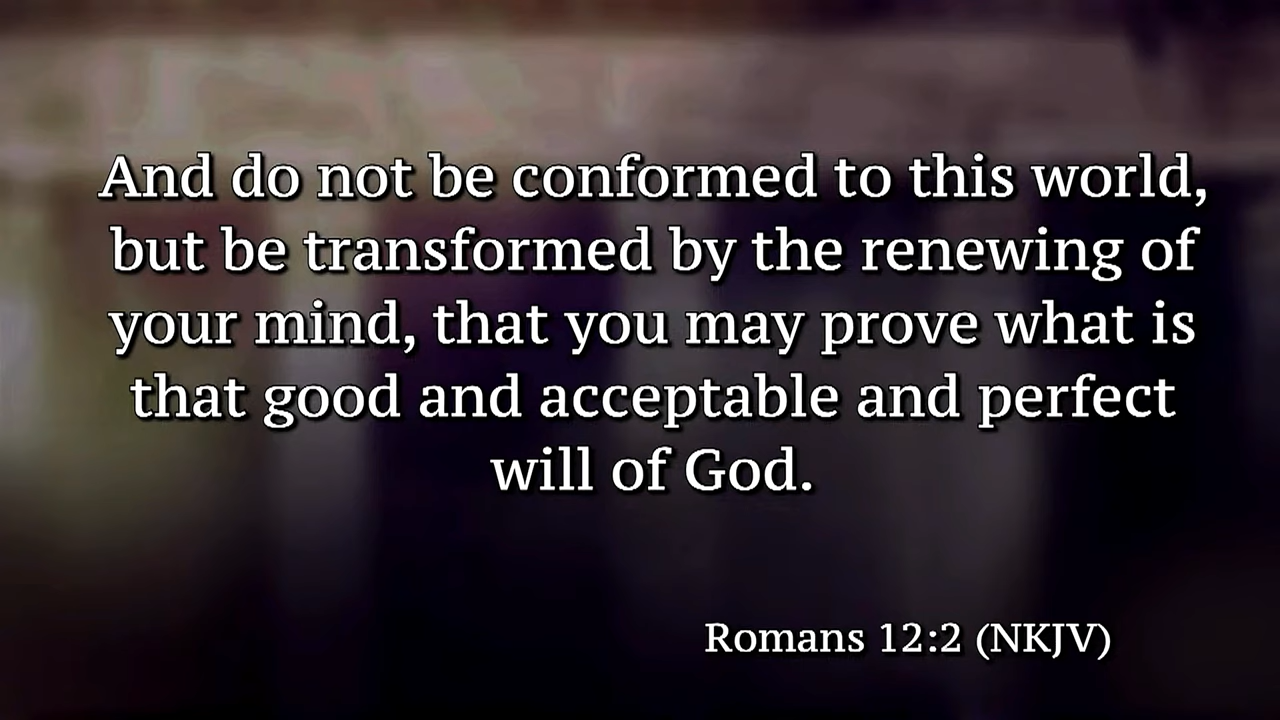 And do not be conformed to this world,
but be transformed by the renewing of
your mind, that you may prove what is
that good and acceptable and perfect
will of God.
Romans 12:2 (NKJV)